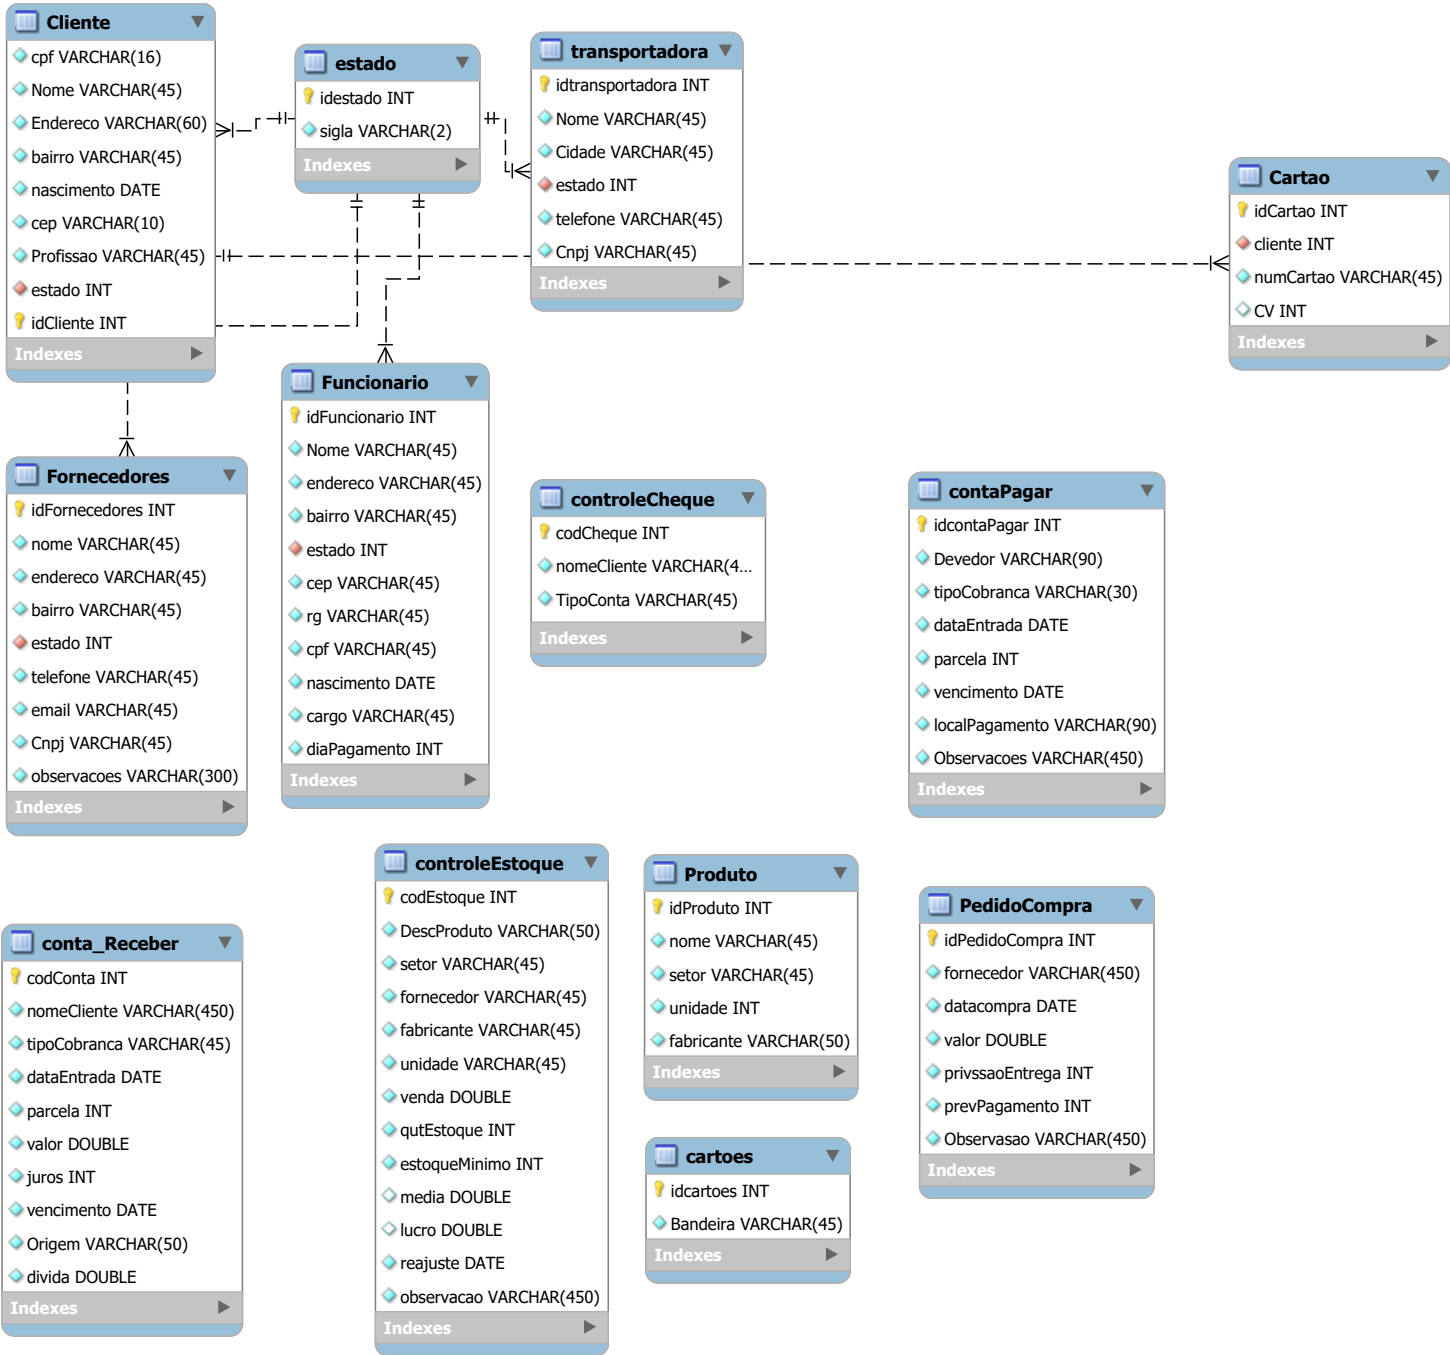 Cliente
cpf VARCHAR(16)
Nome VARCHAR(45)
Endereco VARCHAR(60)
bairro VARCHAR(45)
nascimento DATE
cep VARCHAR(10)
Profissao VARCHAR(45)
estado INT
idCliente INT
Indexes
estado
idestado INT
sigla VARCHAR(2)
Indexes
transportadora
idtransportadora INT
Nome VARCHAR(45)
Cidade VARCHAR(45)
estado INT
telefone VARCHAR(45)
Cnpj VARCHAR(45)
Indexes
Cartao
idCartao INT
cliente INT
numCartao VARCHAR(45)
CV INT
Indexes
Fornecedores
idFornecedores INT
nome VARCHAR(45)
endereco VARCHAR(45)
bairro VARCHAR(45)
estado INT
telefone VARCHAR(45)
email VARCHAR(45)
Cnpj VARCHAR(45)
observacoes VARCHAR(300)
Indexes
Funcionario
idFuncionario INT
Nome VARCHAR(45)
endereco VARCHAR(45)
bairro VARCHAR(45)
estado INT
cep VARCHAR(45)
rg VARCHAR(45)
cpf VARCHAR(45)
nascimento DATE
cargo VARCHAR(45)
diaPagamento INT
Indexes
controleCheque
codCheque INT
nomeCliente VARCHAR(4...
TipoConta VARCHAR(45)
Indexes
contaPagar
idcontaPagar INT
Devedor VARCHAR(90)
tipoCobranca VARCHAR(30)
dataEntrada DATE
parcela INT
vencimento DATE
localPagamento VARCHAR(90)
Observacoes VARCHAR(450)
Indexes
conta_Receber
codConta INT
nomeCliente VARCHAR(450)
tipoCobranca VARCHAR(45)
dataEntrada DATE
parcela INT
valor DOUBLE
juros INT
vencimento DATE
Origem VARCHAR(50)
divida DOUBLE
Indexes
controleEstoque
codEstoque INT
DescProduto VARCHAR(50)
setor VARCHAR(45)
fornecedor VARCHAR(45)
fabricante VARCHAR(45)
unidade VARCHAR(45)
venda DOUBLE
qutEstoque INT
estoqueMinimo INT
media DOUBLE
lucro DOUBLE
reajuste DATE
observacao VARCHAR(450)
Indexes
Produto
idProduto INT
nome VARCHAR(45)
setor VARCHAR(45)
unidade INT
fabricante VARCHAR(50)
Indexes
cartoes
idcartoes INT
Bandeira VARCHAR(45)
Indexes
PedidoCompra
idPedidoCompra INT
fornecedor VARCHAR(450)
datacompra DATE
valor DOUBLE
privssaoEntrega INT
prevPagamento INT
Observasao VARCHAR(450)
Indexes